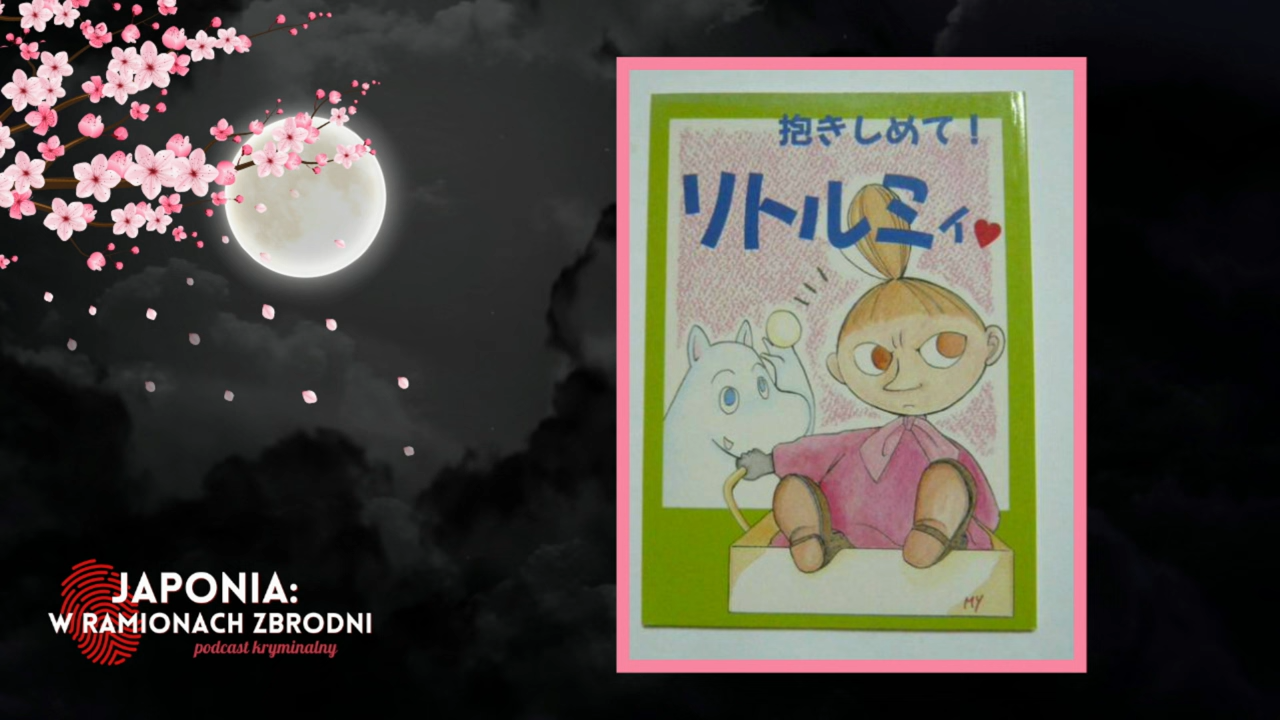 抱きしめて！
リトルミィ
MY
JAPONIA:
W RAMIONACH ZBRODNI
podcast kryminalny